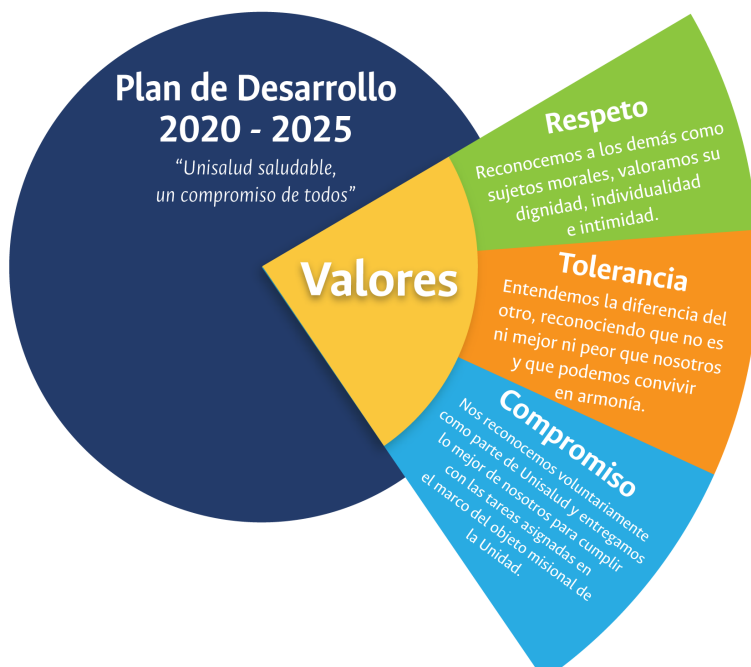 Plan de Desarrollo
2020 - 2025
“Unisalud saludable,
un compromiso de todos”
Valores
Respeto
Reconocemos a los demás como
sujetos morales, valoramos su
dignidad, individualidad
e intimidad.
Tolerancia
Entendemos la diferencia del
otro, reconociendo que no es
ni mejor ni peor que nosotros
y que podemos convivir
en armonía.
Compromiso
Nos reconocemos voluntariamente
como parte de Unisalud y entregamos
lo mejor de nosotros para cumplir
con las tareas asignadas en
el marco del objeto misional de
la Unidad.